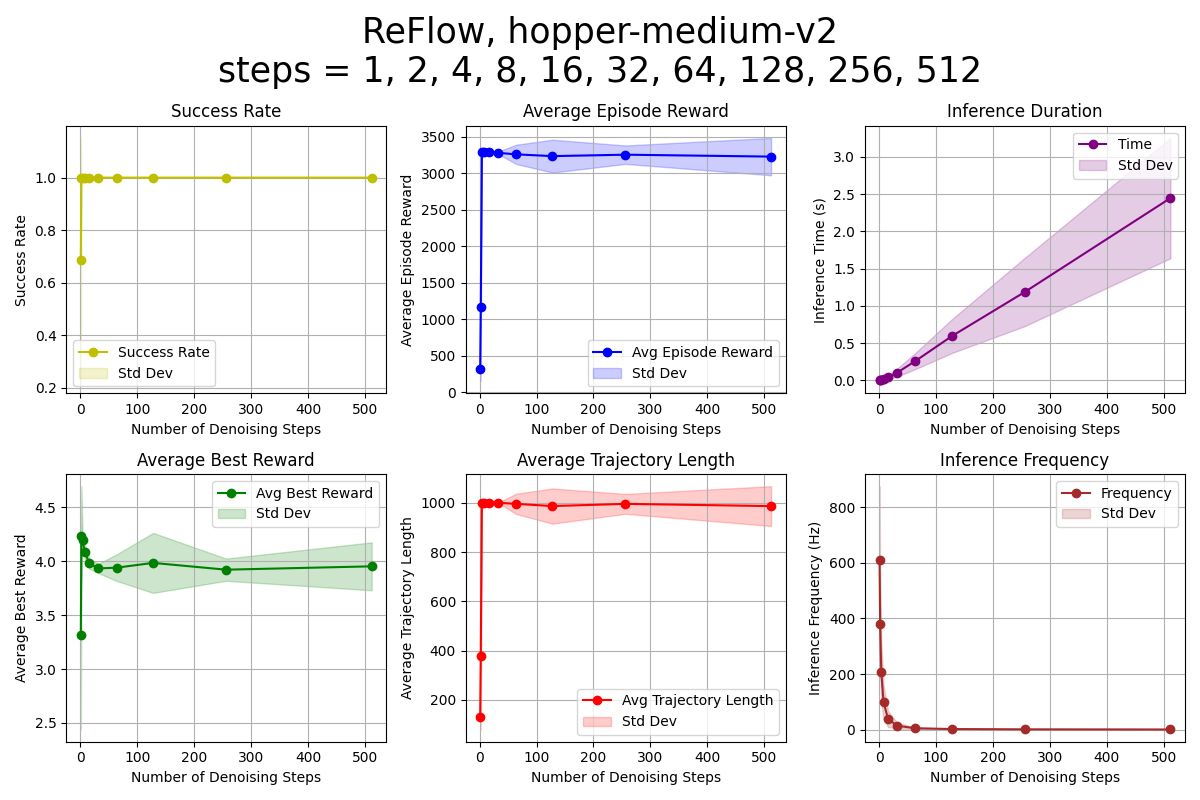 ReFlow, hopper-medium-v2
steps = 1, 2, 4, 8, 16, 32, 64, 128, 256, 512
Success Rate
Success Rate
1.0
0.8
0.6
0.4
0.2
Success Rate
Std Dev
0 100 200 300 400 500
Number of Denoising Steps
Average Episode Reward
Average Episode Reward
3500
3000
2500
2000
1500
1000
500
0
Avg Episode Reward
Std Dev
0 100 200 300 400 500
Number of Denoising Steps
Inference Duration
Inference Time (s)
3.0
2.5
2.0
1.5
1.0
0.5
0.0
Time
Std Dev
0 100 200 300 400 500
Number of Denoising Steps
Average Best Reward
Average Best Reward
4.5
4.0
3.5
3.0
2.5
Avg Best Reward
Std Dev
0 100 200 300 400 500
Number of Denoising Steps
Average Trajectory Length
Average Trajectory Length
1000
800
600
400
200
Avg Trajectory Length
Std Dev
0 100 200 300 400 500
Number of Denoising Steps
Inference Frequency
Inference Frequency (Hz)
800
600
400
200
0
Frequency
Std Dev
0 100 200 300 400 500
Number of Denoising Steps